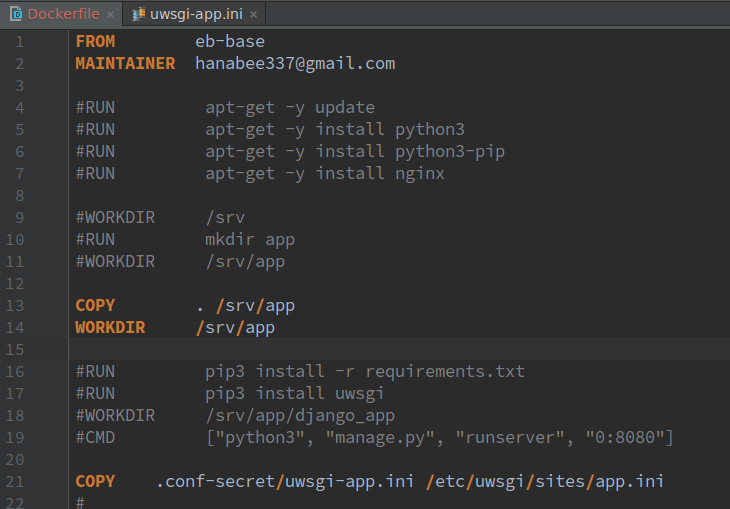 Dockerfile × uwsgi-app.ini ×
1 FROM eb-base
2 MAINTAINER hanabee337@gmail.com
3
4 #RUN apt-get -y update
5 #RUN apt-get -y install python3
6 #RUN apt-get -y install python3-pip
7 #RUN apt-get -y install nginx
8
9 #WORKDIR /srv
10 #RUN mkdir app
11 #WORKDIR /srv/app
12
13 COPY . /srv/app
14 WORKDIR /srv/app
15
16 #RUN pip3 install -r requirements.txt
17 #RUN pip3 install uwsgi
18 #WORKDIR /srv/app/django_app
19 #CMD ["python3", "manage.py", "runserver", "0:8080"]
20
21 COPY .conf-secret/uwsgi-app.ini /etc/uwsgi/sites/app.ini
22 #